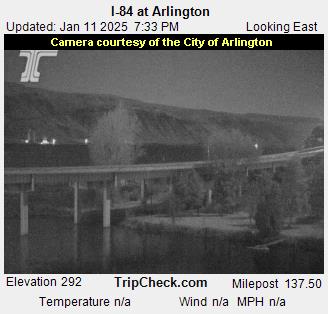 I-84 at Arlington
Updated: Jan 11 2025 7:33 PM Looking East
Camera courtesy of the City of Arlington
Elevation 292 TripCheck.com Milepost 137.50
Temperature n/a Wind n/a MPH n/a